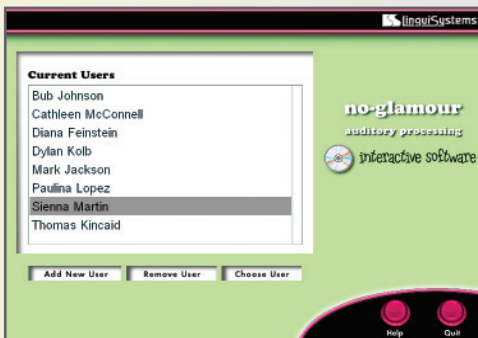 LinguiSystems
Current Users
Bub Johnson
Cathleen McConnell
Diana Feinstein
Dylan Kolb
Mark Jackson
Paulina Lopez
Sienna Martin
Thomas Kincaid
no-glamour
auditory processing
interactive software
Add New User
Remove User
Choose User
Help
Quit